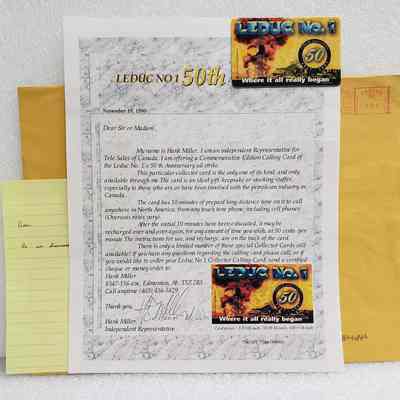 LEDUC NO.1
50
Where it all really began
LEDUC NO 1 50th
Dear Sir or Madam:
My name is Hank Miller. I am an independent Representative for
Tele Sales of Canada. I am offering a Commemorative Edition Calling Card of
the Leduc No. 1's 50th Anniversary oil strike.
This particular collector card is the only one of its kind, and only
available through me. The card is an ideal gift, keepsake or stocking stuffer,
especially to those who are or have been involved with the petroleum industry in
Canada.
The card has 10 minutes of prepaid long distance time on it to call
anywhere in North America, from any touch tone phone, including cell phones!
(Overseas rates vary).
After the initial 10 minutes have been exhausted, it may be
recharged over and over again, for any amount of time you wish, at 50 cents per
minute. The instructions for use, and recharge, are on the back of the card.
There is only a limited number of these special Collector Cards still
available! If you have any questions regarding the calling card please call, or if
you would like to order your Leduc No.1 Collector Calling Card, send a certified
cheque or money order to:
Hank Miller
Edmonton, AB
Call anytime (403)
Thank you,
Hank Miller,
Independent Representative
LEDUC NO.1
50
Where it all really began